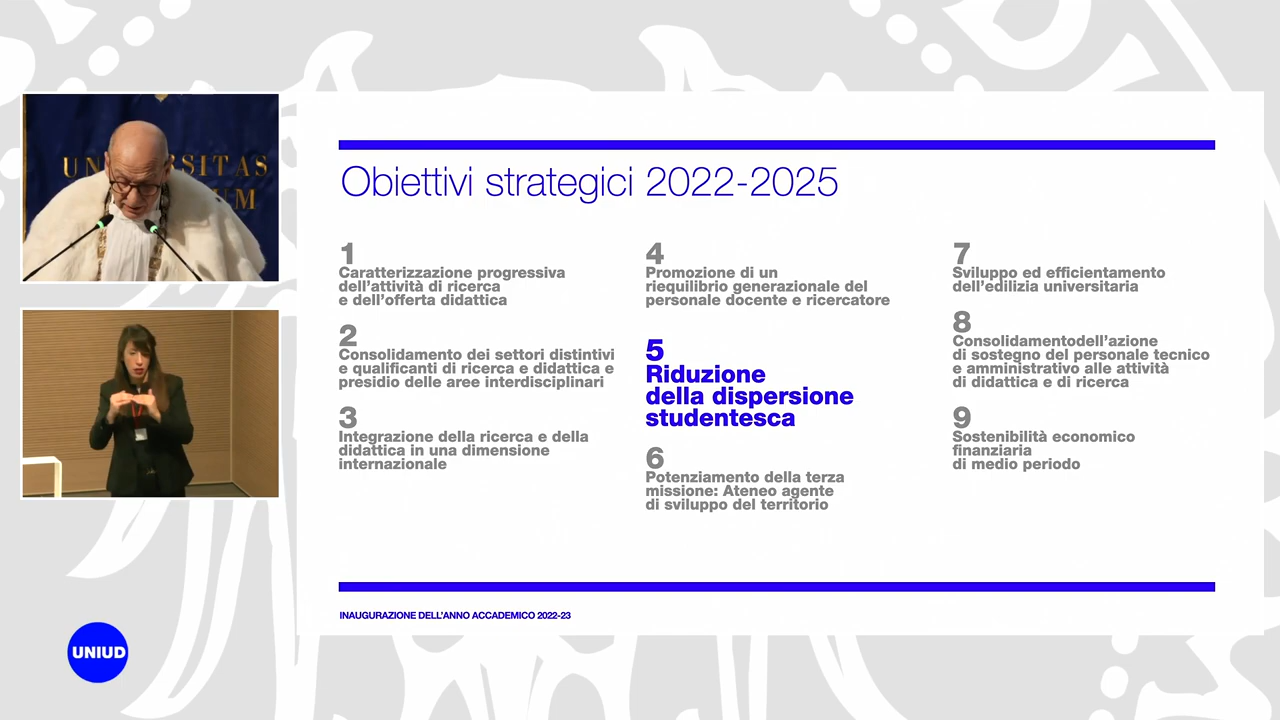 Obiettivi strategici 2022-2025
1
Caratterizzazione progressiva
dell'attività di ricerca
e dell'offerta didattica
2
Consolidamento dei settori distintivi
e qualificanti di ricerca e didattica e
presidio delle aree interdisciplinari
3
Integrazione della ricerca e della
didattica in una dimensione
internazionale
4
Promozione di un
riequilibrio generazionale del
personale docente e ricercatore
5
Riduzione
della dispersione
studentesca
6
Potenziamento della terza
missione: Ateneo agente
di sviluppo del territorio
7
Sviluppo ed efficientamento
dell'edilizia universitaria
8
Consolidamentodell'azione
di sostegno del personale tecnico
e amministrativo alle attività
di didattica e di ricerca
9
Sostenibilità economico
finanziaria
di medio periodo
INAUGURAZIONE DELL'ANNO ACCADEMICO 2022-23
UNIUD